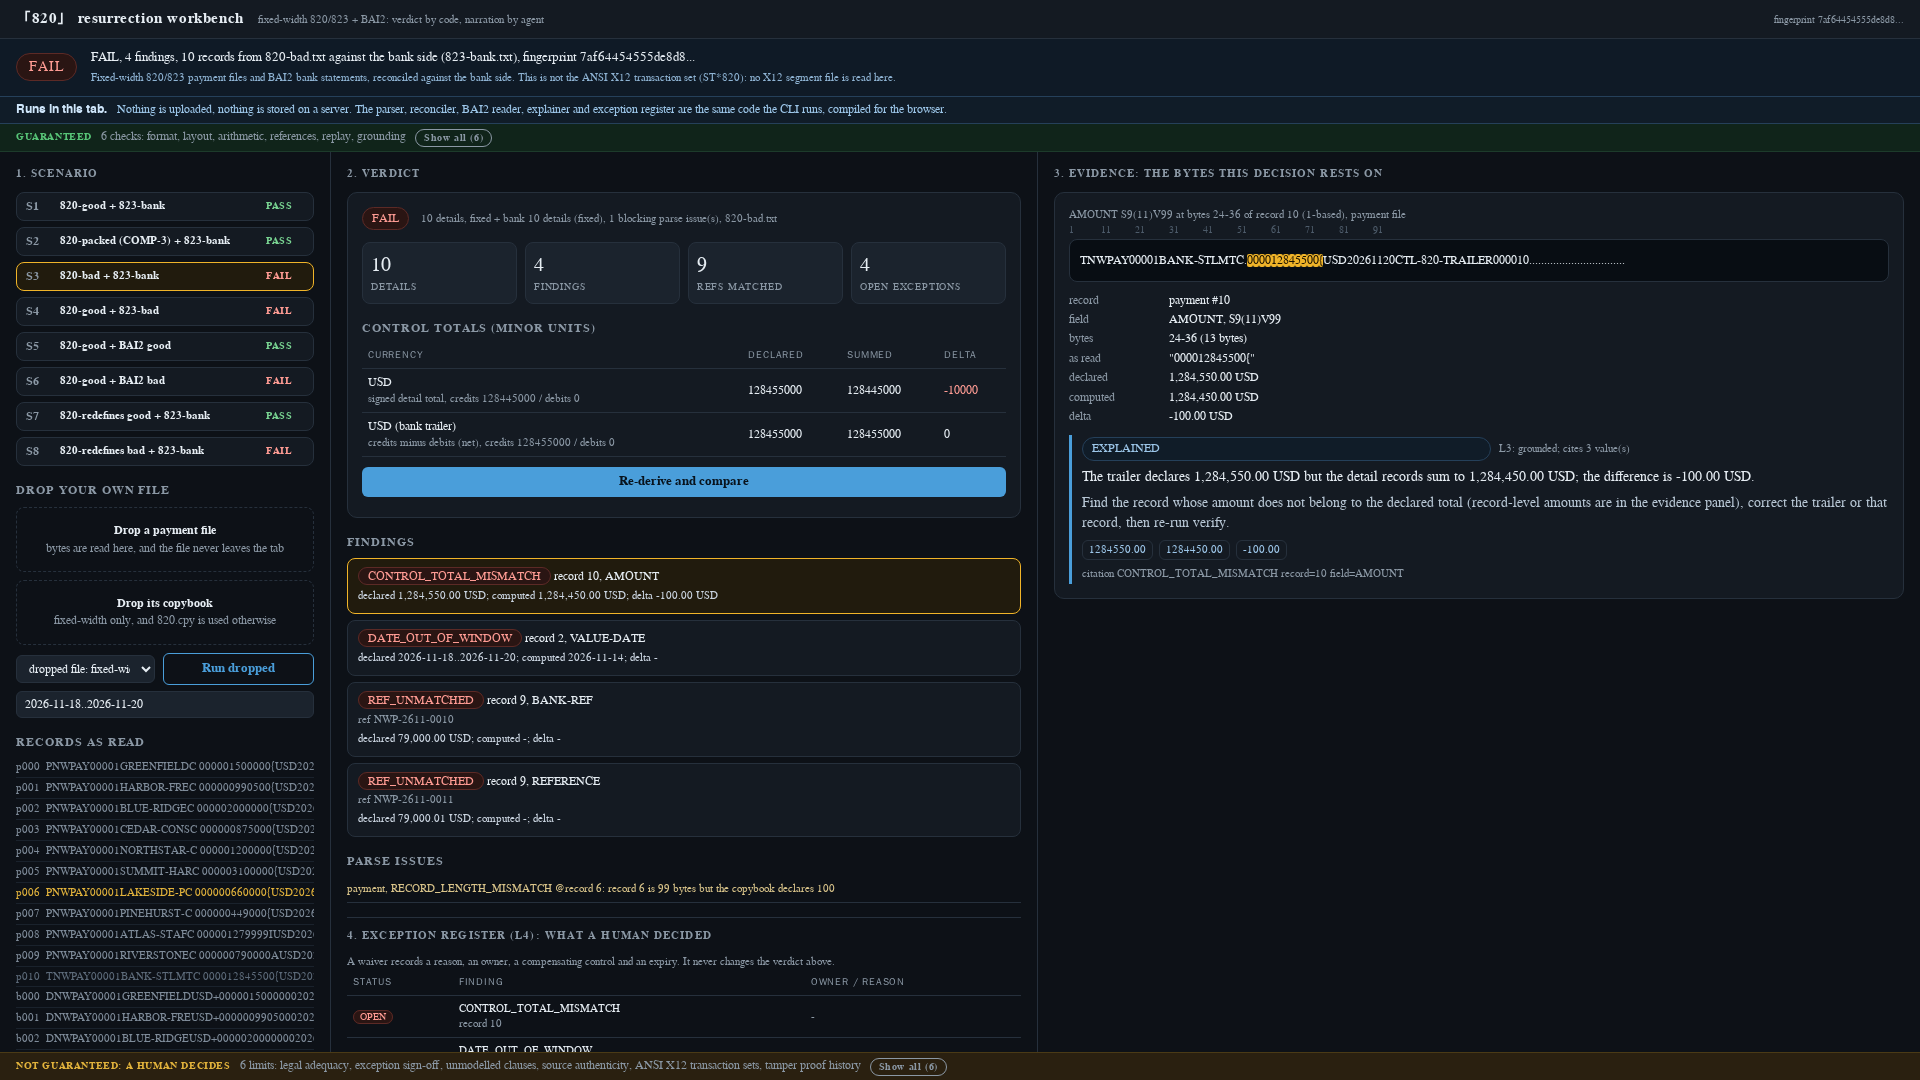 「820」 resurrection workbench
fixed-width 820/823 + BAI2: verdict by code, narration by agent
fingerprint 7af64454555de8d8...
FAIL
FAIL, 4 findings, 10 records from 820-bad.txt against the bank side (823-bank.txt), fingerprint 7af64454555de8d8...
Fixed-width 820/823 payment files and BAI2 bank statements, reconciled against the bank side. This is not the ANSI X12 transaction set (ST*820): no X12 segment file is read here.
Runs in this tab. Nothing is uploaded, nothing is stored on a server. The parser, reconciler, BAI2 reader, explainer and exception register are the same code the CLI runs, compiled for the browser.
GUARANTEED 6 checks: format, layout, arithmetic, references, replay, grounding Show all (6)
1. SCENARIO
S1 820-good + 823-bank PASS
S2 820-packed (COMP-3) + 823-bank PASS
S3 820-bad + 823-bank FAIL
S4 820-good + 823-bad FAIL
S5 820-good + BAI2 good PASS
S6 820-good + BAI2 bad FAIL
S7 820-redefines good + 823-bank PASS
S8 820-redefines bad + 823-bank FAIL
DROP YOUR OWN FILE
Drop a payment file
bytes are read here, and the file never leaves the tab
Drop its copybook
fixed-width only, and 820.cpy is used otherwise
dropped file: fixed-wi
Run dropped
2026-11-18..2026-11-20
RECORDS AS READ
p000 PNWPAY00001GREENFIELDC 000001500000{USD202
p001 PNWPAY00001HARBOR-FREC 000000990500{USD202
p002 PNWPAY00001BLUE-RIDGEC 000002000000{USD202
p003 PNWPAY00001CEDAR-CONSC 000000875000{USD202
p004 PNWPAY00001NORTHSTAR-C 000001200000{USD202
p005 PNWPAY00001SUMMIT-HARC 000003100000{USD202
p006 PNWPAY00001LAKESIDE-PC 000000660000{USD2026
p007 PNWPAY00001PINEHURST-C 000000449000{USD2026
p008 PNWPAY00001ATLAS-STAFC 000001279999IUSD202
p009 PNWPAY00001RIVERSTONEC 000000790000AUSD20
p010 TNWPAY00001BANK-STLMTC 000012845500{USD20
b000 DNWPAY00001GREENFIELDUSD+0000015000000202
b001 DNWPAY00001HARBOR-FREUSD+0000009905000202
b002 DNWPAY00001BLUE-RIDGEUSD+0000020000000202
2. VERDICT
FAIL 10 details, fixed + bank 10 details (fixed), 1 blocking parse issue(s), 820-bad.txt
10
DETAILS
4
FINDINGS
9
REFS MATCHED
4
OPEN EXCEPTIONS
CONTROL TOTALS (MINOR UNITS)
CURRENCY DECLARED SUMMED DELTA
USD
signed detail total, credits 128445000 / debits 0
128455000 128445000 -10000
USD (bank trailer)
credits minus debits (net), credits 128455000 / debits 0
128455000 128455000 0
Re-derive and compare
FINDINGS
CONTROL_TOTAL_MISMATCH record 10, AMOUNT
declared 1,284,550.00 USD; computed 1,284,450.00 USD; delta -100.00 USD
DATE_OUT_OF_WINDOW record 2, VALUE-DATE
declared 2026-11-18..2026-11-20; computed 2026-11-14; delta -
REF_UNMATCHED record 9, BANK-REF
ref NWP-2611-0010
declared 79,000.00 USD; computed -; delta -
REF_UNMATCHED record 9, REFERENCE
ref NWP-2611-0011
declared 79,000.01 USD; computed -; delta -
PARSE ISSUES
payment, RECORD_LENGTH_MISMATCH @record 6: record 6 is 99 bytes but the copybook declares 100
4. EXCEPTION REGISTER (L4): WHAT A HUMAN DECIDED
A waiver records a reason, an owner, a compensating control and an expiry. It never changes the verdict above.
STATUS FINDING OWNER / REASON
OPEN
CONTROL_TOTAL_MISMATCH
record 10
-
DATE_OUT_OF_WINDOW
3. EVIDENCE: THE BYTES THIS DECISION RESTS ON
AMOUNT S9(11)V99 at bytes 24-36 of record 10 (1-based), payment file
1 11 21 31 41 51 61 71 81 91
TNWPAY00001BANK-STLMTC.000012845500{USD20261120CTL-820-TRAILER000010...............................
record payment #10
field AMOUNT, S9(11)V99
bytes 24-36 (13 bytes)
as read "000012845500{"
declared 1,284,550.00 USD
computed 1,284,450.00 USD
delta -100.00 USD
EXPLAINED L3: grounded; cites 3 value(s)
The trailer declares 1,284,550.00 USD but the detail records sum to 1,284,450.00 USD; the difference is -100.00 USD.
Find the record whose amount does not belong to the declared total (record-level amounts are in the evidence panel), correct the trailer or that
record, then re-run verify.
1284550.00 1284450.00 -100.00
citation CONTROL_TOTAL_MISMATCH record=10 field=AMOUNT
NOT GUARANTEED: A HUMAN DECIDES 6 limits: legal adequacy, exception sign-off, unmodelled clauses, source authenticity, ANSI X12 transaction sets, tamper proof history Show all (6)